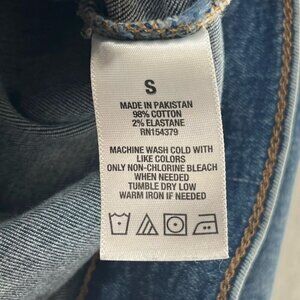 S
MADE IN PAKISTAN
98% COTTON
2% ELASTANE
RN154379
MACHINE WASH COLD WITH
LIKE COLORS
ONLY NON-CHLORINE BLEACH
WHEN NEEDED
TUMBLE DRY LOW
WARM IRON IF NEEDED